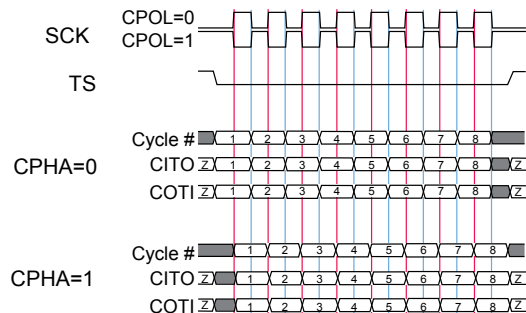 CPOL=0
SCK
CPOL=1
TS
Cycle # 1 2 3 4 5 6 7 8
CPHA=0
CITO Z 1 2 3 4 5 6 7 8 Z
COTI Z 1 2 3 4 5 6 7 8 Z
Cycle # 1 2 3 4 5 6 7 8
CPHA=1
CITO Z 1 2 3 4 5 6 7 8 Z
COTI Z 1 2 3 4 5 6 7 8 Z